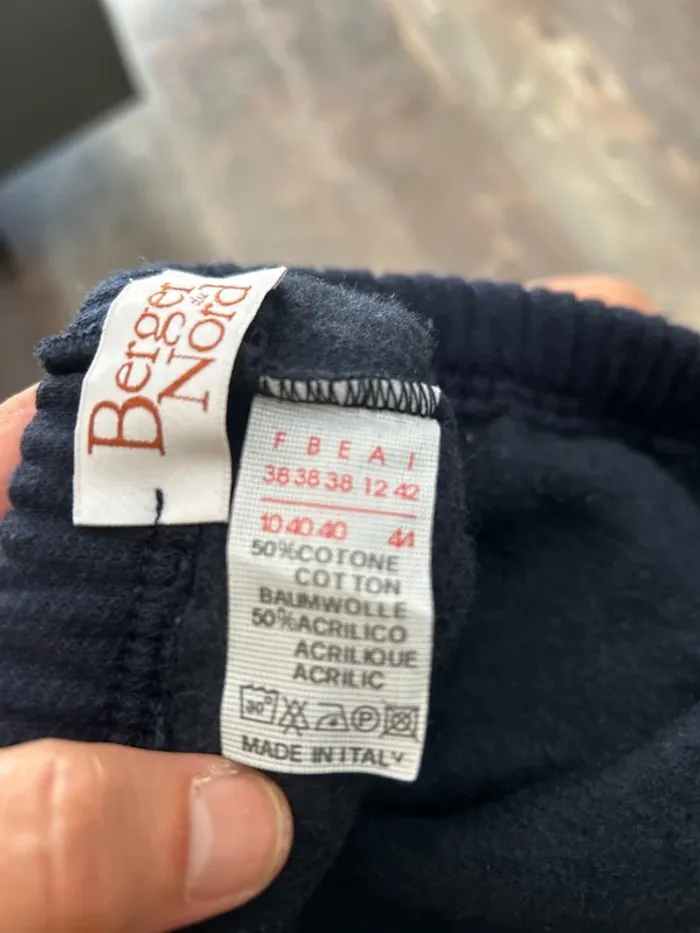 Berger
du
Nord
F B E A I
38 38 38 12 42
10 40 40 44
50%COTONE
COTTON
BAUMWOLLE
50%ACRILICO
ACRILIQUE
ACRILIC
30°
P
MADE IN ITALY